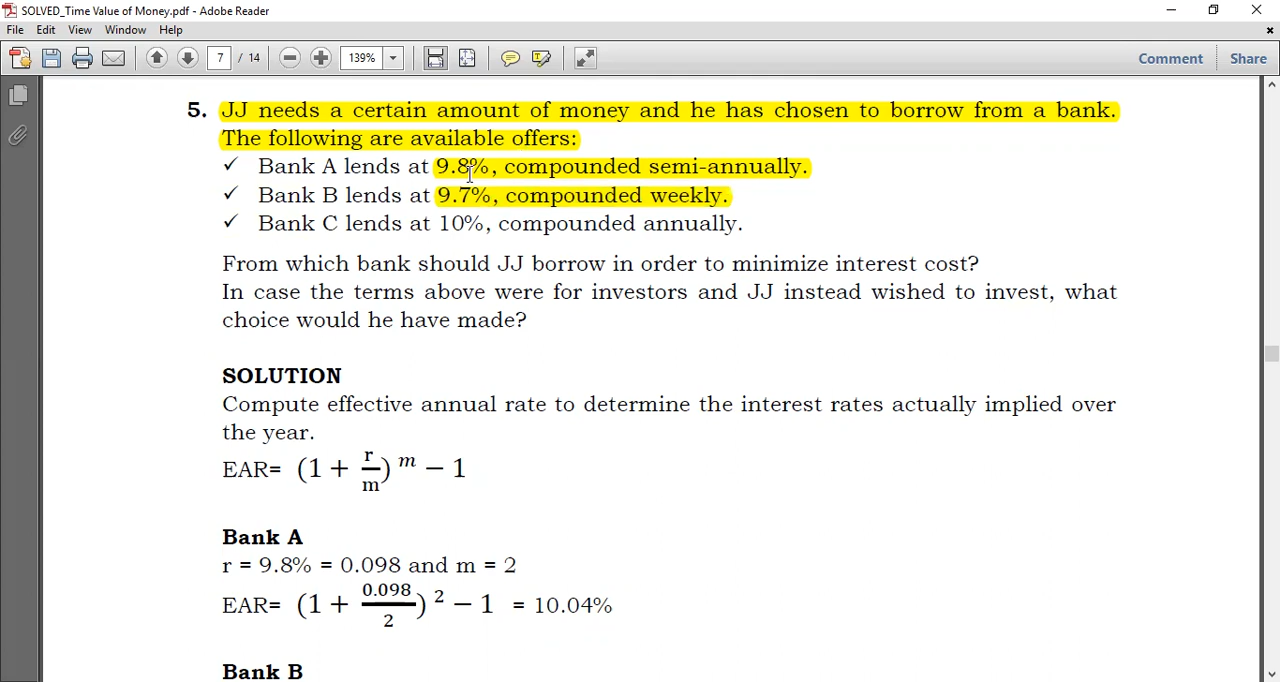 SOLVED_Time Value of Money.pdf - Adobe Reader
File Edit View Window Help
7 / 14 139% Comment Share
5. JJ needs a certain amount of money and he has chosen to borrow from a bank.
The following are available offers:
✓ Bank A lends at 9.8%, compounded semi-annually.
✓ Bank B lends at 9.7%, compounded weekly.
✓ Bank C lends at 10%, compounded annually.
From which bank should JJ borrow in order to minimize interest cost?
In case the terms above were for investors and JJ instead wished to invest, what
choice would he have made?
SOLUTION
Compute effective annual rate to determine the interest rates actually implied over
the year.
EAR= (1 + r/m)^m − 1
Bank A
r = 9.8% = 0.098 and m = 2
EAR= (1 + 0.098/2)^2 − 1 = 10.04%
Bank B